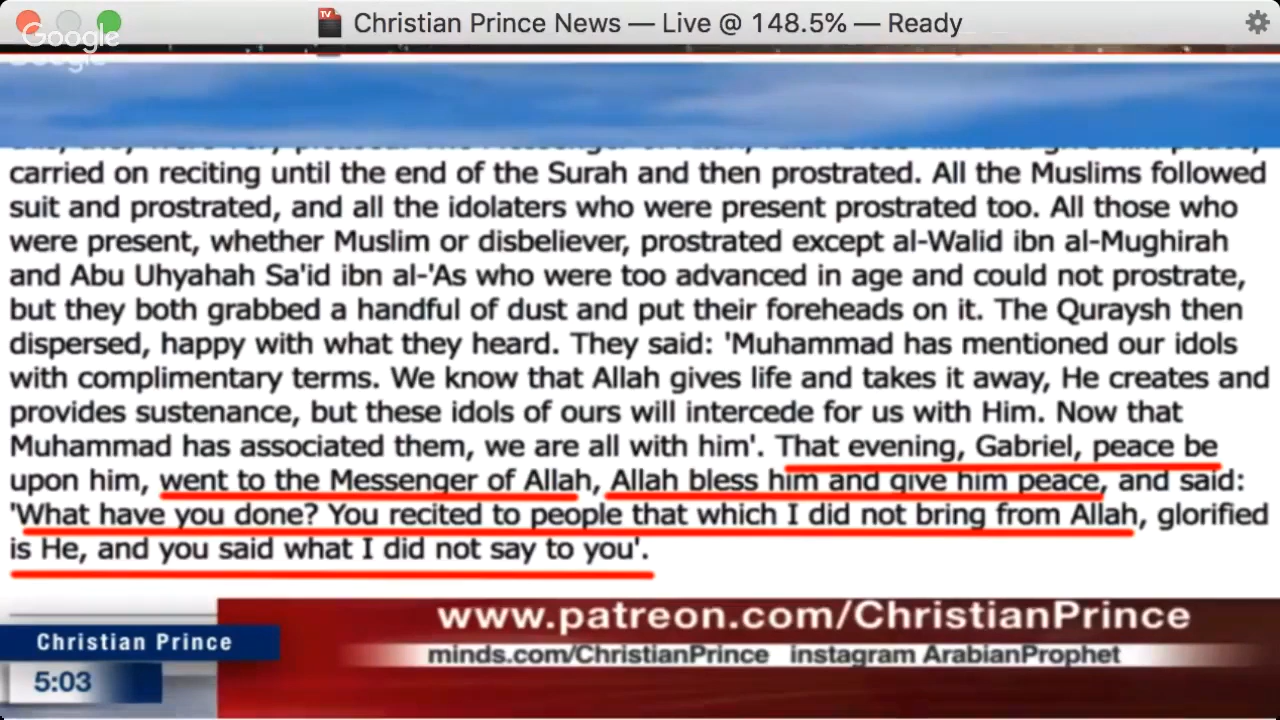 Christian Prince News — Live @ 148.5% — Ready
Google
carried on reciting until the end of the Surah and then prostrated. All the Muslims followed
suit and prostrated, and all the idolaters who were present prostrated too. All those who
were present, whether Muslim or disbeliever, prostrated except al-Walid ibn al-Mughirah
and Abu Uhyahah Sa'id ibn al-'As who were too advanced in age and could not prostrate,
but they both grabbed a handful of dust and put their foreheads on it. The Quraysh then
dispersed, happy with what they heard. They said: 'Muhammad has mentioned our idols
with complimentary terms. We know that Allah gives life and takes it away, He creates and
provides sustenance, but these idols of ours will intercede for us with Him. Now that
Muhammad has associated them, we are all with him'. That evening, Gabriel, peace be
upon him, went to the Messenger of Allah, Allah bless him and give him peace, and said:
'What have you done? You recited to people that which I did not bring from Allah, glorified
is He, and you said what I did not say to you'.
www.patreon.com/ChristianPrince
Christian Prince
minds.com/ChristianPrince instagram ArabianProphet
5:03